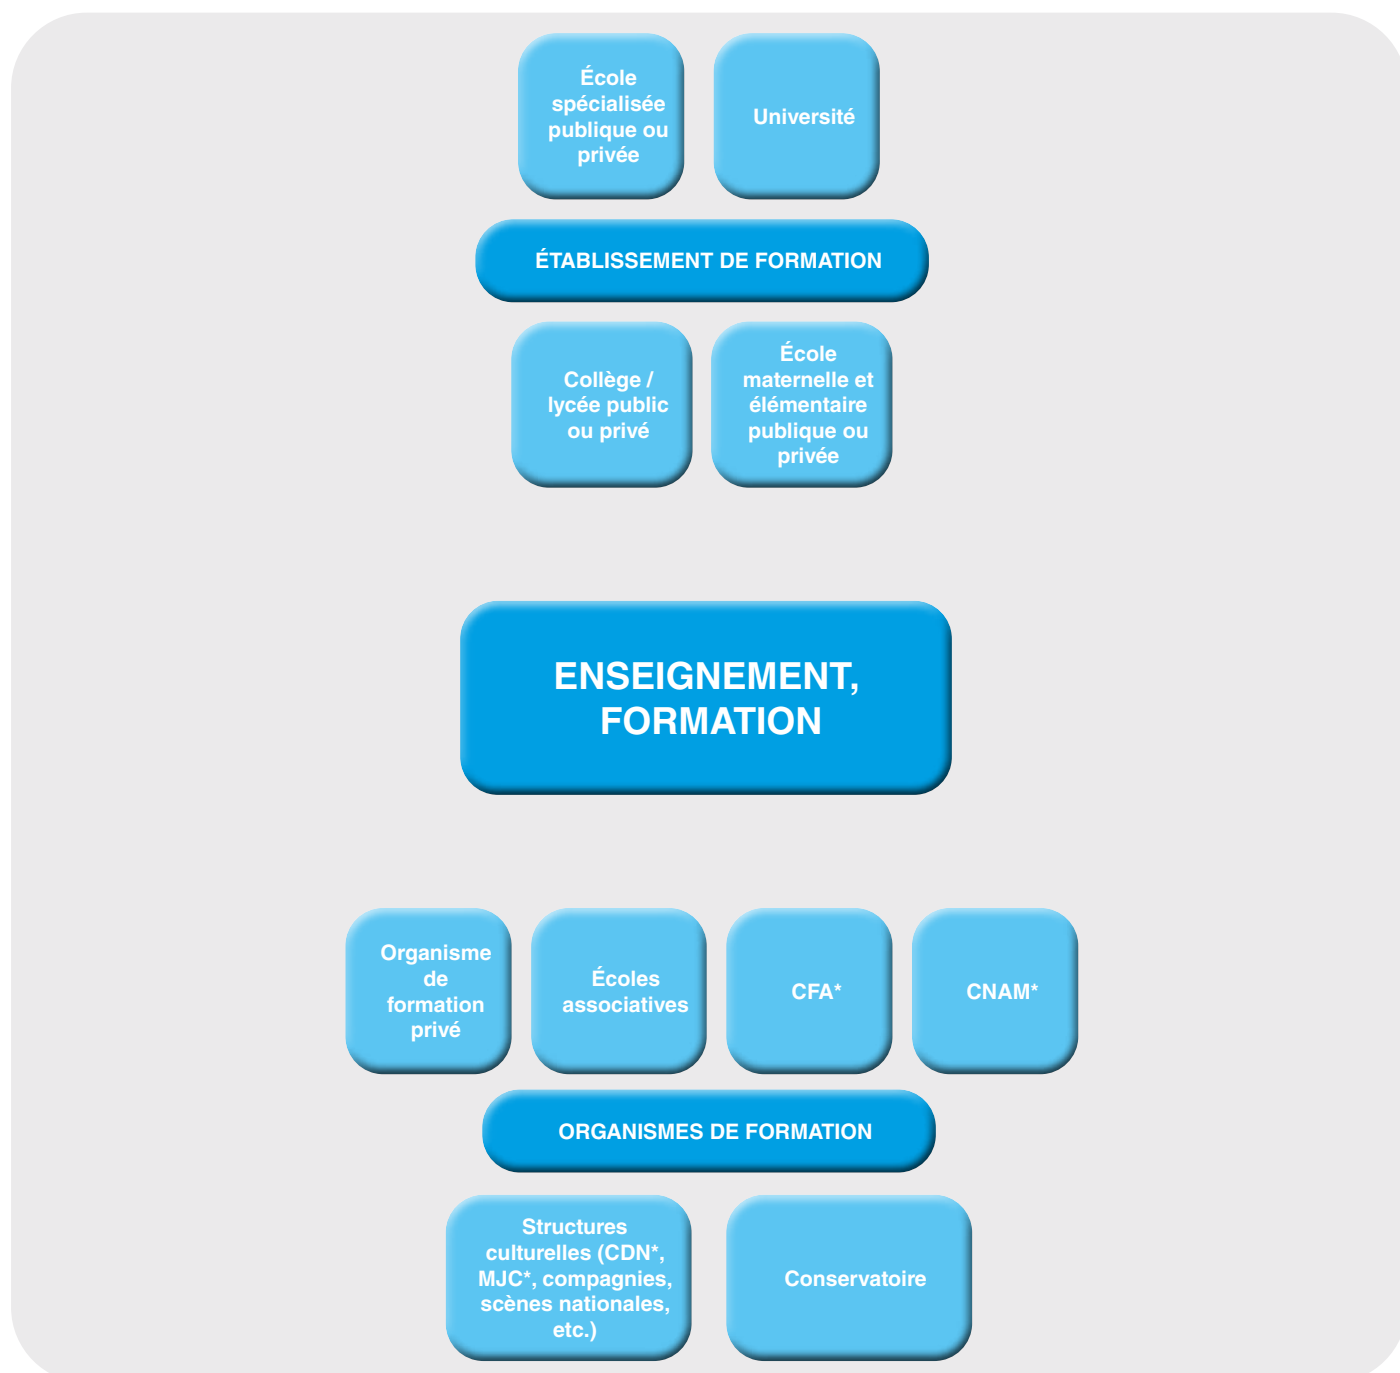 École
spécialisée
publique ou
privée
Université
ÉTABLISSEMENT DE FORMATION
Collège /
lycée public
ou privé
École
maternelle et
élémentaire
publique ou
privée
ENSEIGNEMENT,
FORMATION
Organisme
de
formation
privé
Écoles
associatives
CFA*
CNAM*
ORGANISMES DE FORMATION
Structures
culturelles (CDN*,
MJC*, compagnies,
scènes nationales,
etc.)
Conservatoire